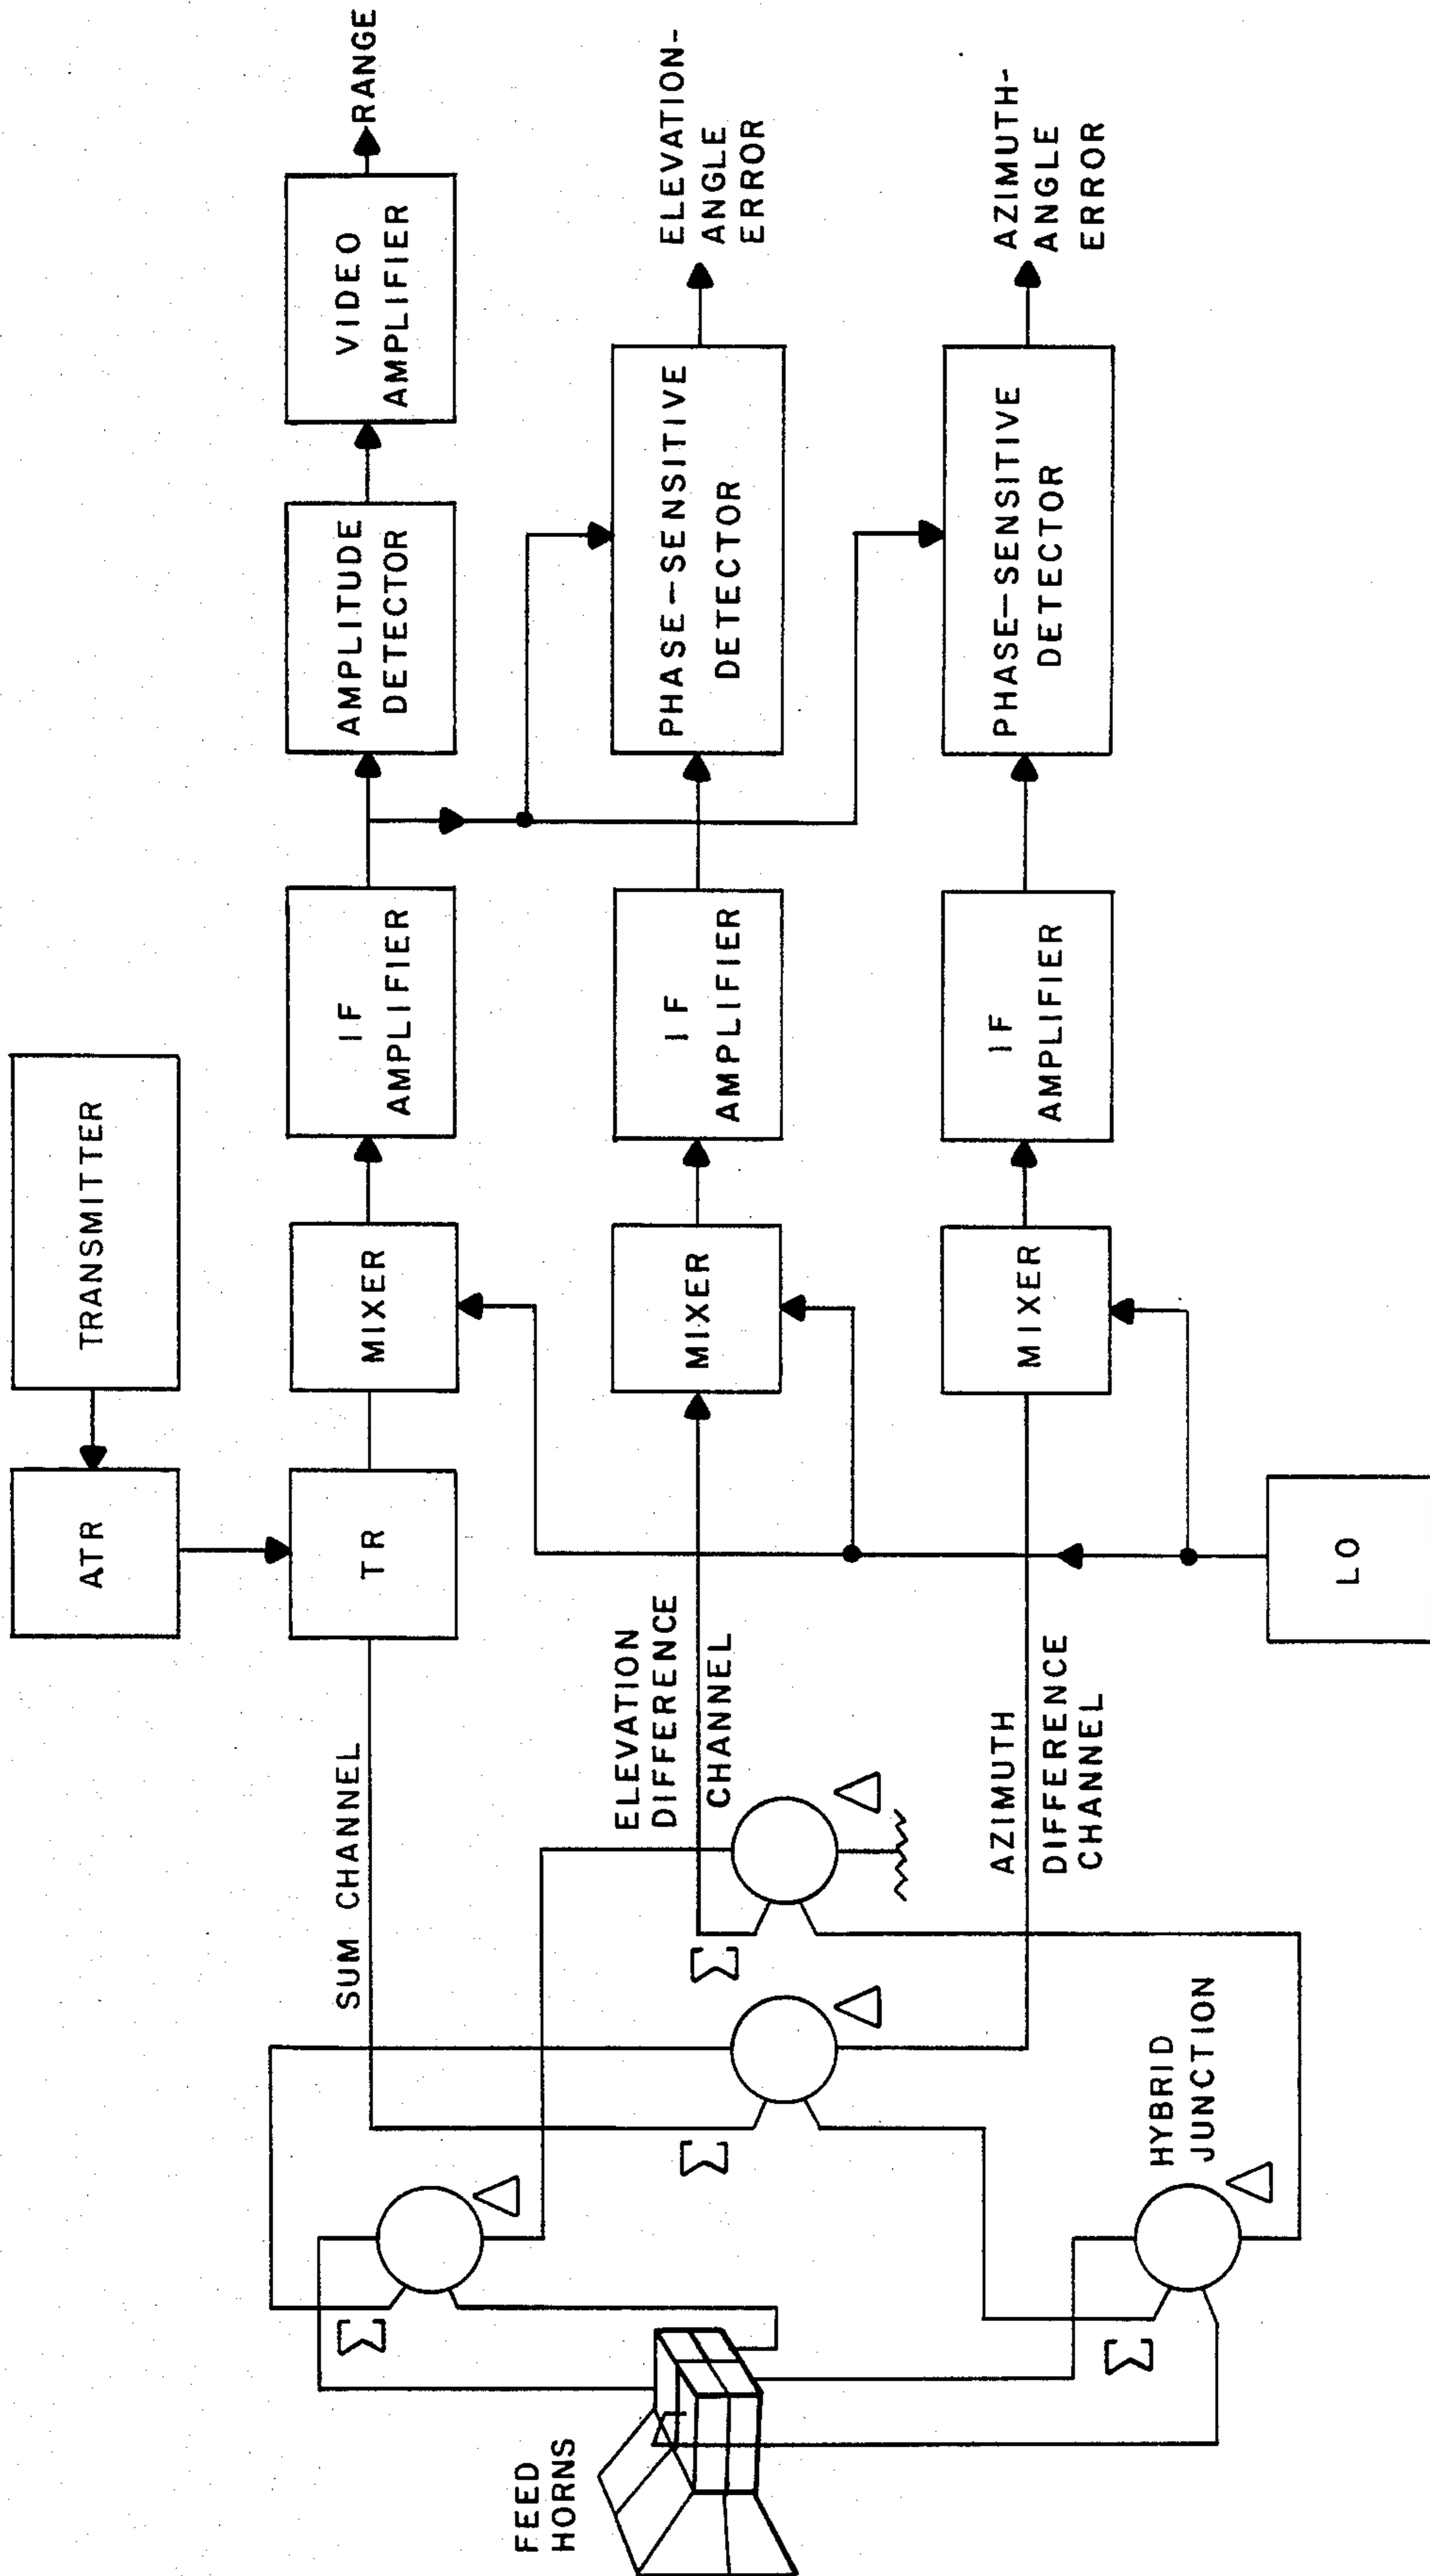 TRANSMITTER
ATR
TR
MIXER
IF
AMPLIFIER
AMPLITUDE
DETECTOR
VIDEO
AMPLIFIER
RANGE
SUM CHANNEL
ELEVATION
DIFFERENCE
CHANNEL
MIXER
IF
AMPLIFIER
PHASE-SENSITIVE
DETECTOR
ELEVATION-
ANGLE
ERROR
AZIMUTH
DIFFERENCE
CHANNEL
MIXER
IF
AMPLIFIER
PHASE-SENSITIVE
DETECTOR
AZIMUTH-
ANGLE
ERROR
LO
FEED
HORNS
HYBRID
JUNCTION
Σ
Δ
Σ
Δ
Σ
Δ
Σ
Δ